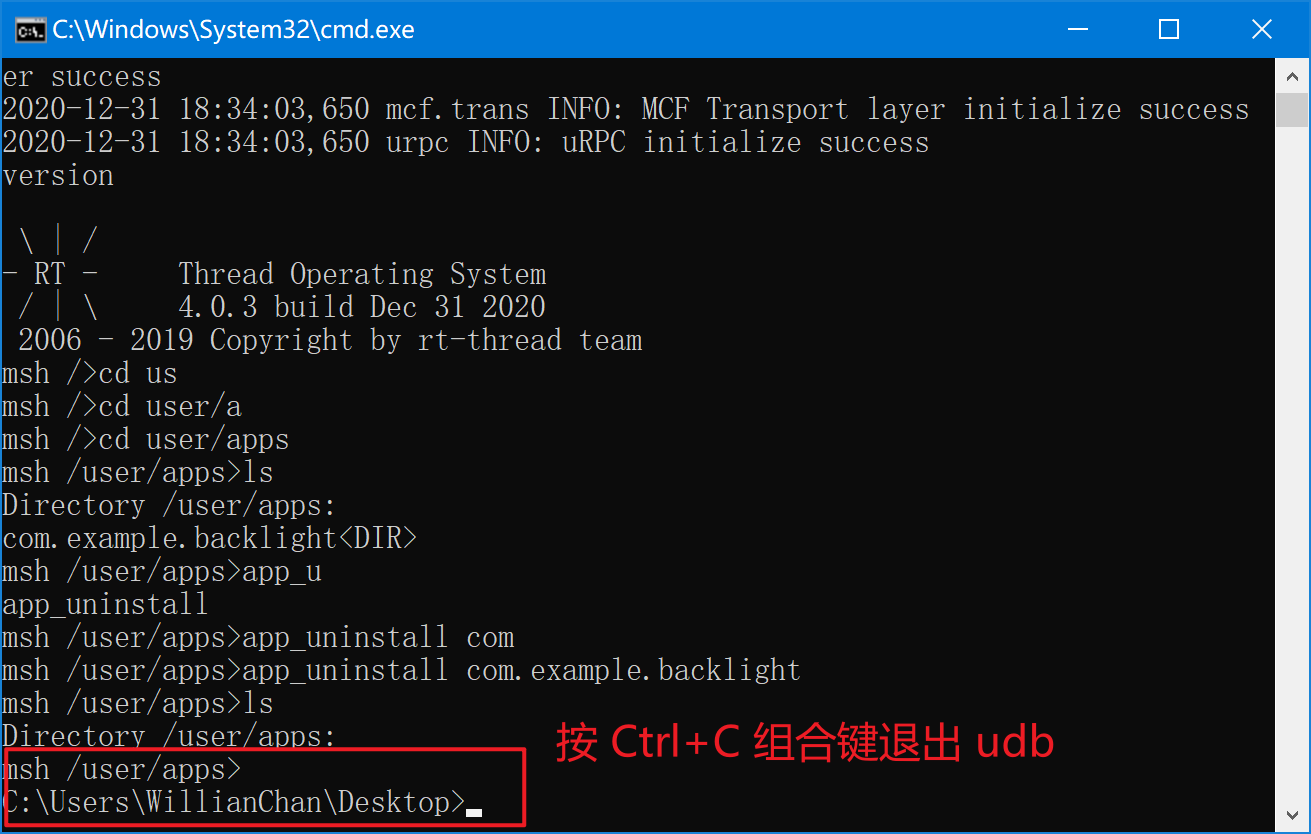 C:\Windows\System32\cmd.exe
er success
2020-12-31 18:34:03,650 mcf.trans INFO: MCF Transport layer initialize success
2020-12-31 18:34:03,650 urpc INFO: uRPC initialize success
version
\ | /
- RT -     Thread Operating System
/ | \     4.0.3 build Dec 31 2020
2006 - 2019 Copyright by rt-thread team
msh />cd us
msh />cd user/a
msh />cd user/apps
msh /user/apps>ls
Directory /user/apps:
com.example.backlight<DIR>
msh /user/apps>app_u
app_uninstall
msh /user/apps>app_uninstall com
msh /user/apps>app_uninstall com.example.backlight
msh /user/apps>ls
Directory /user/apps:
按 Ctrl+C 组合键退出 udb
msh /user/apps>
C:\Users\WillianChan\Desktop>